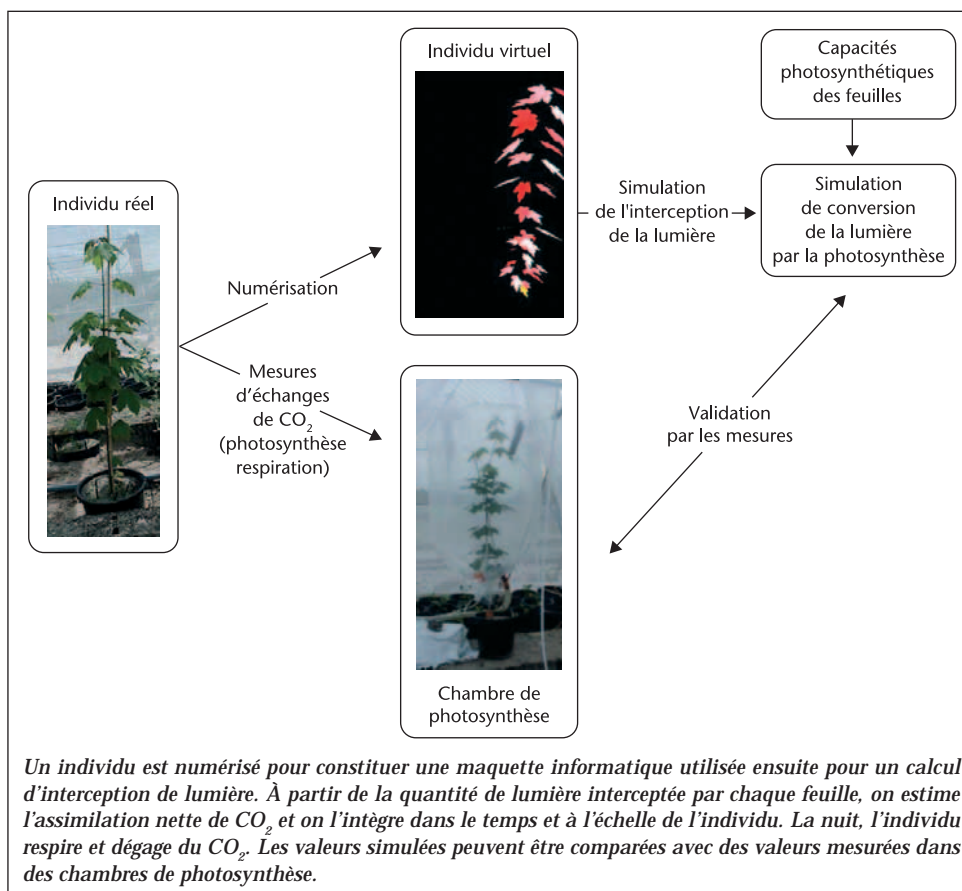 Individu virtuel
Capacités
photosynthétiques
des feuilles
Individu réel
Simulation
de l'interception
de la lumière
Simulation
de conversion
de la lumière
par la photosynthèse
Numérisation
Mesures
d'échanges
de CO₂
(photosynthèse
respiration)
Validation
par les mesures
Chambre de
photosynthèse
Un individu est numérisé pour constituer une maquette informatique utilisée ensuite pour un calcul
d'interception de lumière. À partir de la quantité de lumière interceptée par chaque feuille, on estime
l'assimilation nette de CO₂ et on l'intègre dans le temps et à l'échelle de l'individu. La nuit, l'individu
respire et dégage du CO₂. Les valeurs simulées peuvent être comparées avec des valeurs mesurées dans
des chambres de photosynthèse.